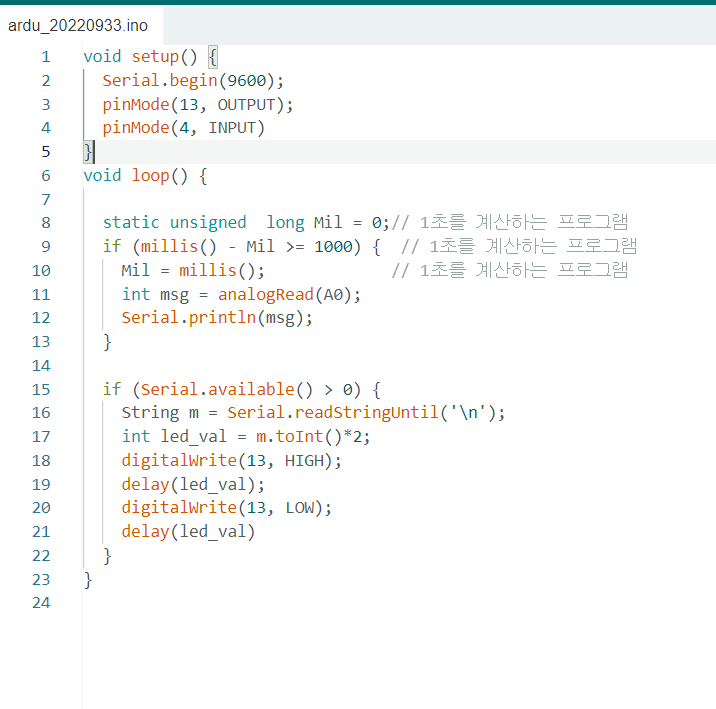 ardu_20220933.ino
1 void setup() {
2 Serial.begin(9600);
3 pinMode(13, OUTPUT);
4 pinMode(4, INPUT)
5 }
6 void loop() {
7
8 static unsigned  long Mil = 0;// 1초를 계산하는 프로그램
9 if (millis() - Mil >= 1000) {  // 1초를 계산하는 프로그램
10 Mil = millis();             // 1초를 계산하는 프로그램
11 int msg = analogRead(A0);
12 Serial.println(msg);
13 }
14
15 if (Serial.available() > 0) {
16 String m = Serial.readStringUntil('\n');
17 int led_val = m.toInt()*2;
18 digitalWrite(13, HIGH);
19 delay(led_val);
20 digitalWrite(13, LOW);
21 delay(led_val)
22 }
23 }
24